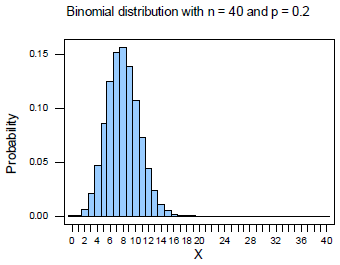 Binomial distribution with n = 40 and p = 0.2
Probability
0.15
0.10
0.05
0.00
0 2 4 6 8 10 12 14 16 18 20 24 28 32 36 40
X